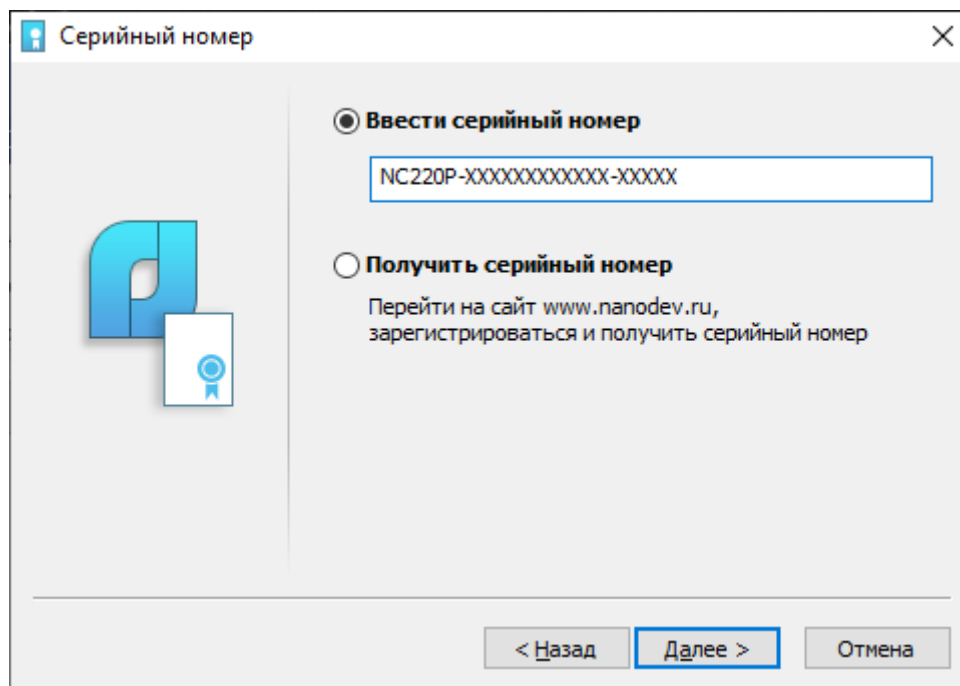 Серийный номер
Ввести серийный номер
NC220P-XXXXXXXXXXXX-XXXXX
Получить серийный номер
Перейти на сайт www.nanodev.ru,
зарегистрироваться и получить серийный номер
< Назад
Далее >
Отмена